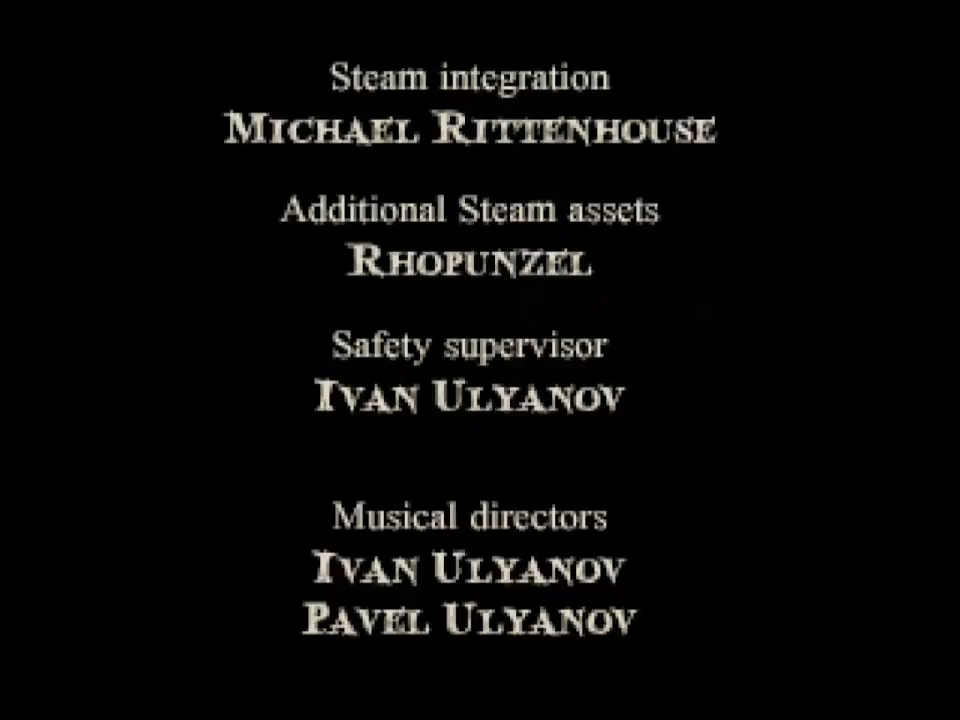 Steam integration
MICHAEL RITTENHOUSE
Additional Steam assets
RHOPUNZEL
Safety supervisor
IVAN ULYANOV
Musical directors
IVAN ULYANOV
PAVEL ULYANOV